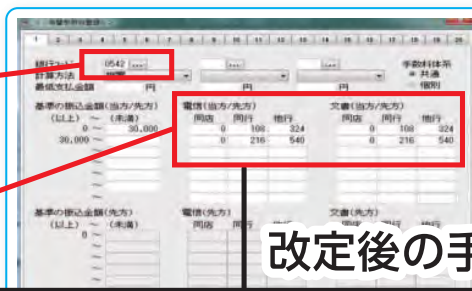 1 2 3 4 5 6 7 8 9 10 11 12 13 14 15 16 17 18 19 20
銀行コード 0542 ... ... ... 手数料体系
計算方法 共通
最低支払金額 円 円 個別
基準の振込金額(当方/先方) 電信(当方/先方) 文書(当方/先方)
(以上) ～ (未満) 同店 同行 他行 同店 同行 他行
0 ～ 30,000 0 108 324 0 108 324
30,000 ～ 0 216 540 0 216 540
～
～
～
～
基準の振込金額(先方) 電信(先方) 文書(先方)
(以上) ～ (未満) 同店 同行 他行
0 ～
～
～
～
改定後の手